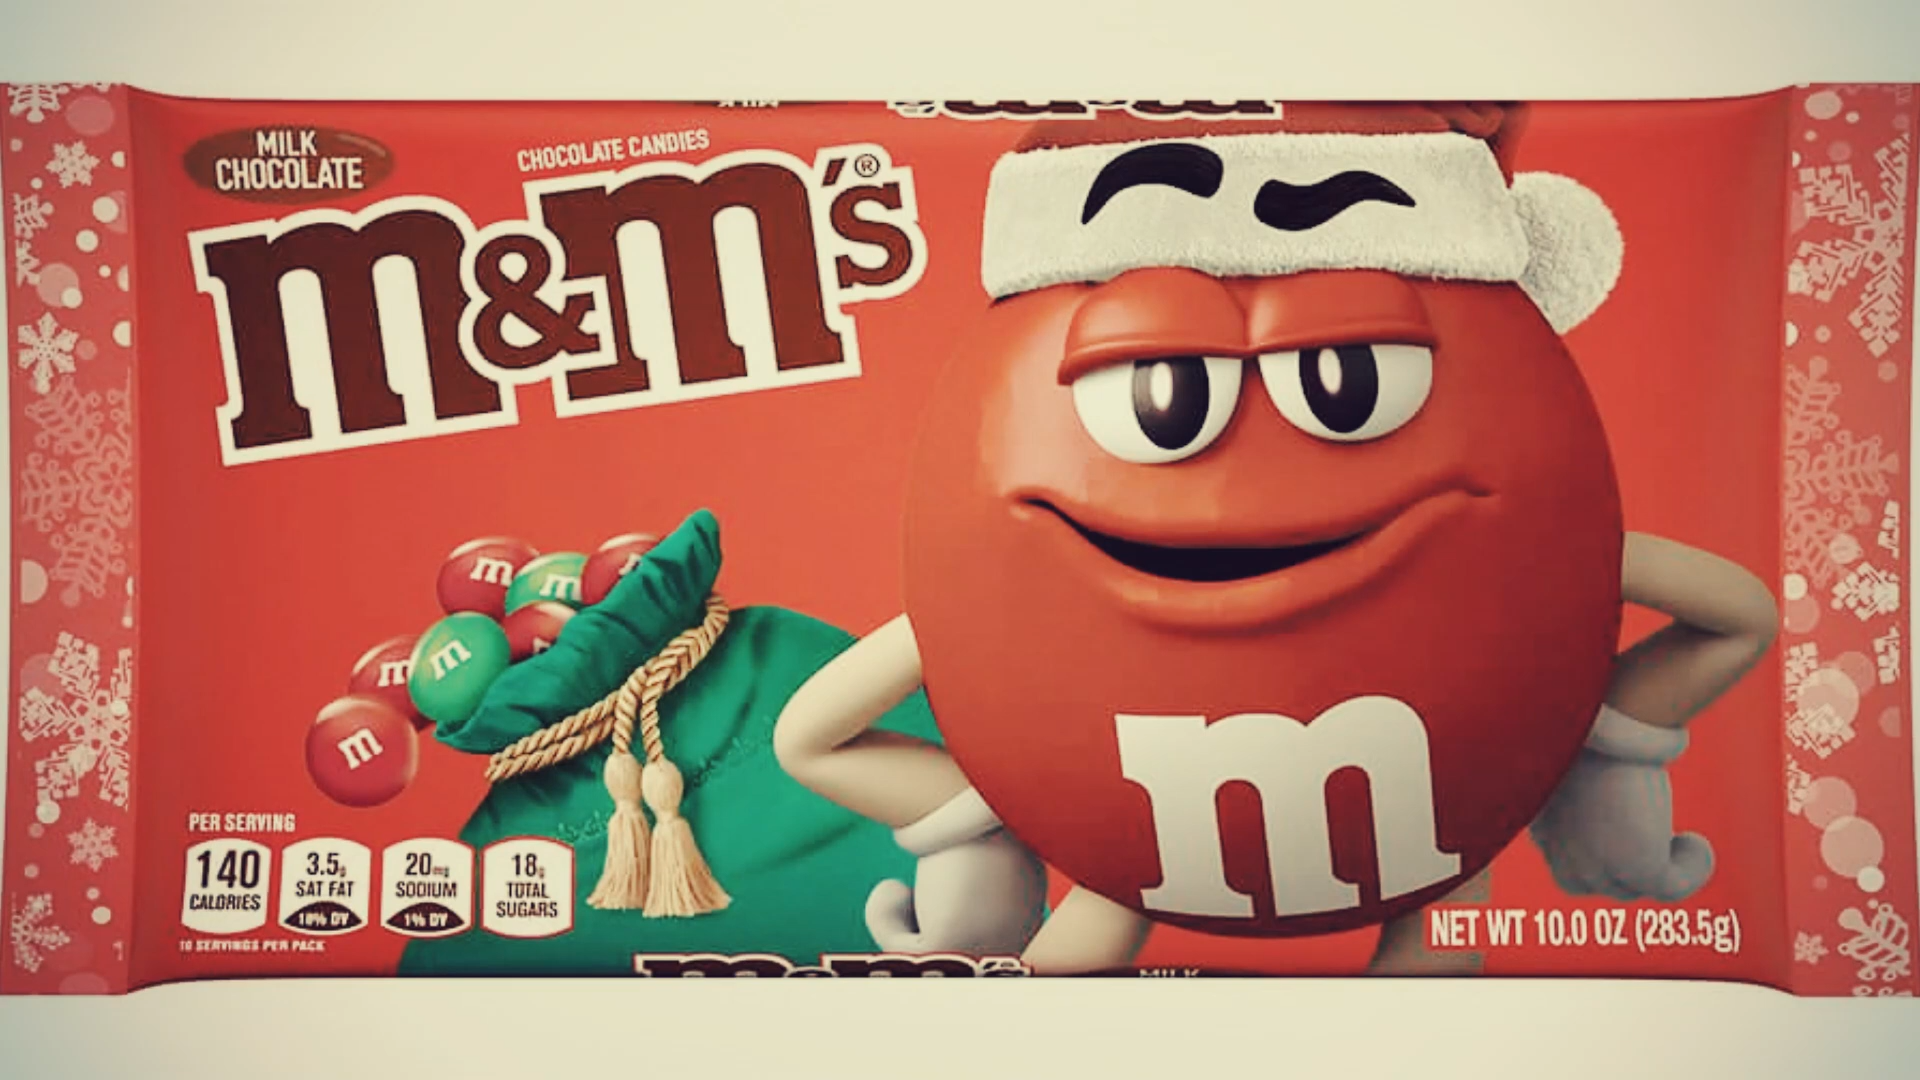 MILK
CHOCOLATE
CHOCOLATE CANDIES
m&m's®
m
m
m
m
m
m
PER SERVING
140
CALORIES
3.5g
SAT FAT
18% DV
20mg
SODIUM
1% DV
18g
TOTAL
SUGARS
10 SERVINGS PER PACK
NET WT 10.0 OZ (283.5g)
m&m's
MILK